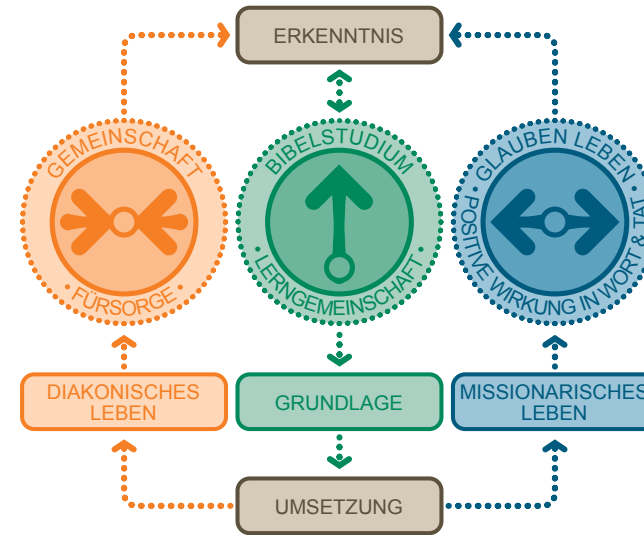 ERKENNTNIS
GEMEINSCHAFT
• FÜRSORGE •
BIBELSTUDIUM
• LERNGEMEINSCHAFT •
• GLAUBEN LEBEN •
POSITIVE WIRKUNG IN WORT & TAT
DIAKONISCHES
LEBEN
GRUNDLAGE
MISSIONARISCHES
LEBEN
UMSETZUNG